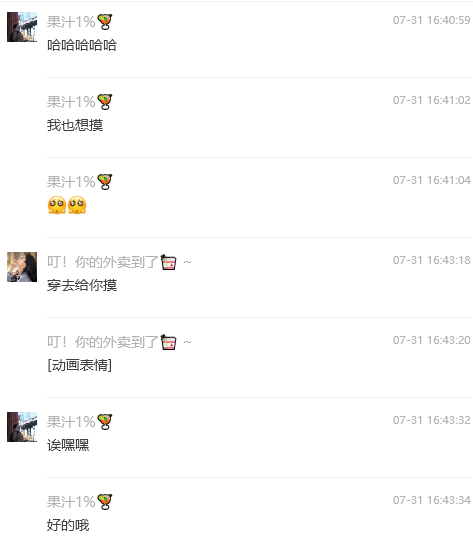 果汁1%🍹 07-31 16:40:59
哈哈哈哈哈
果汁1%🍹 07-31 16:41:02
我也想摸
果汁1%🍹 07-31 16:41:04
🥺🥺
叮！你的外卖到了🍰 ~ 07-31 16:43:18
穿去给你摸
叮！你的外卖到了🍰 ~ 07-31 16:43:20
[动画表情]
果汁1%🍹 07-31 16:43:32
诶嘿嘿
果汁1%🍹 07-31 16:43:34
好的哦